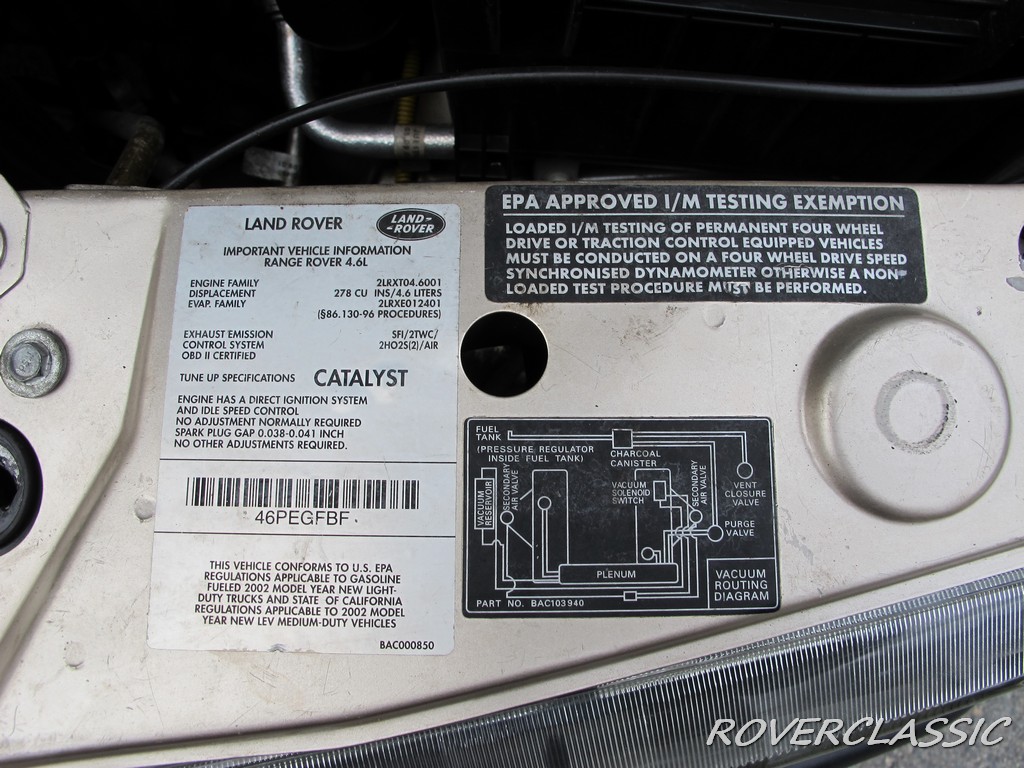 LAND ROVER
LAND-
-ROVER
IMPORTANT VEHICLE INFORMATION
RANGE ROVER 4.6L
ENGINE FAMILY 2LRXT04.6001
DISPLACEMENT 278 CU INS/4.6 LITERS
EVAP. FAMILY 2LRXE012401
(§86.130-96 PROCEDURES)
EXHAUST EMISSION SFI/2TWC/
CONTROL SYSTEM 2HO2S(2)/AIR
OBD II CERTIFIED
TUNE UP SPECIFICATIONS CATALYST
ENGINE HAS A DIRECT IGNITION SYSTEM
AND IDLE SPEED CONTROL
NO ADJUSTMENT NORMALLY REQUIRED
SPARK PLUG GAP 0.038-0.041 INCH
NO OTHER ADJUSTMENTS REQUIRED.
46PEGFBF
THIS VEHICLE CONFORMS TO U.S. EPA
REGULATIONS APPLICABLE TO GASOLINE
FUELED 2002 MODEL YEAR NEW LIGHT-
DUTY TRUCKS AND STATE OF CALIFORNIA
REGULATIONS APPLICABLE TO 2002 MODEL
YEAR NEW LEV MEDIUM-DUTY VEHICLES
BAC000850
EPA APPROVED I/M TESTING EXEMPTION
LOADED I/M TESTING OF PERMANENT FOUR WHEEL
DRIVE OR TRACTION CONTROL EQUIPPED VEHICLES
MUST BE CONDUCTED ON A FOUR WHEEL DRIVE SPEED
SYNCHRONISED DYNAMOMETER OTHERWISE A NON-
LOADED TEST PROCEDURE MUST BE PERFORMED.
FUEL
TANK
(PRESSURE REGULATOR
INSIDE FUEL TANK)
CHARCOAL
CANISTER
VACUUM
RESERVOIR
SECONDARY
AIR VALVE
VACUUM
SOLENOID
SWITCH
SECONDARY
AIR VALVE
VENT
CLOSURE
VALVE
PURGE
VALVE
PLENUM
PART NO. BAC103940
VACUUM
ROUTING
DIAGRAM
ROVERCLASSIC